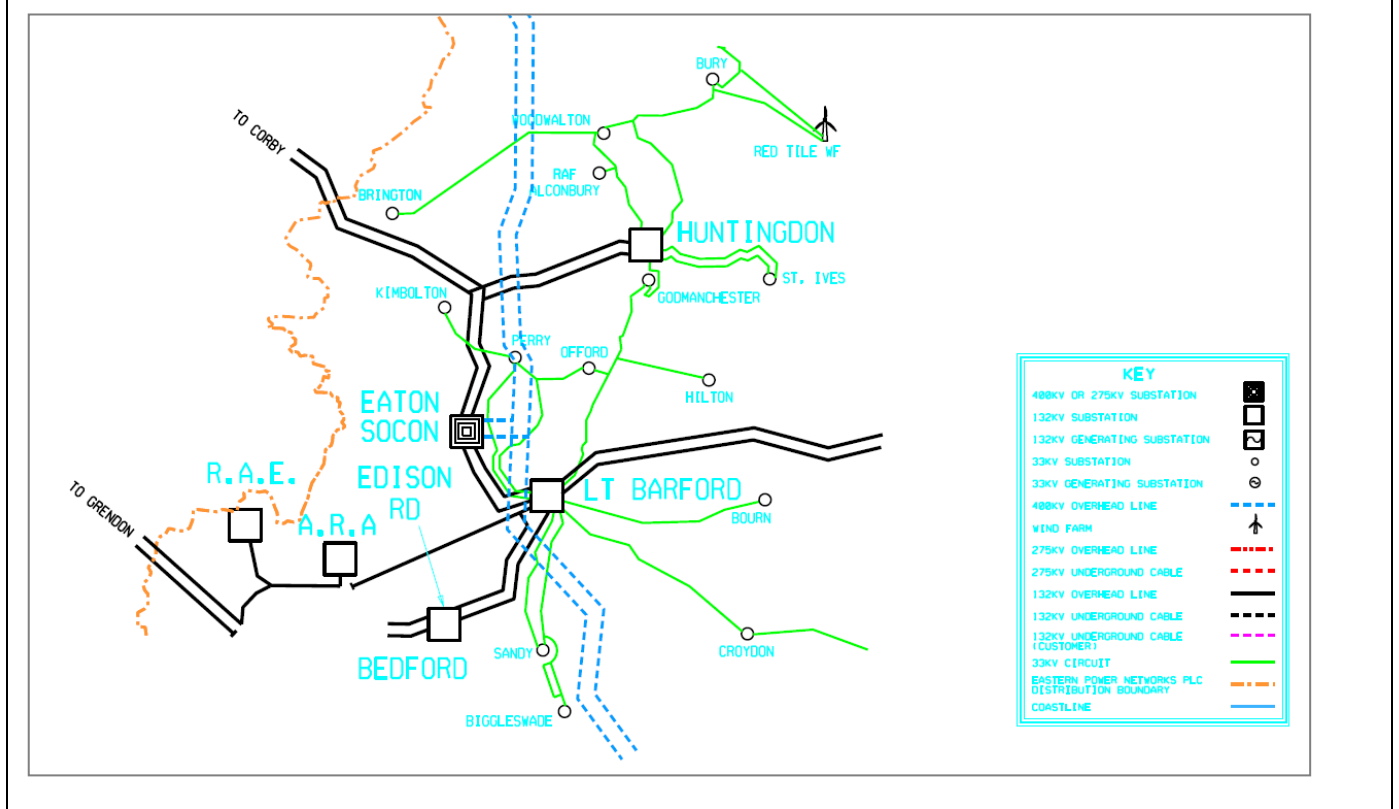 BURY
TO CORBY
WOODWALTON
RED TILE WF
RAF
ALCONBURY
BRINGTON
HUNTINGDON
ST. IVES
KIMBOLTON
GODMANCHESTER
PERRY
OFFORD
HILTON
EATON
SOCON
R.A.E.
EDISON
RD
LT BARFORD
TO GRENDON
A.R.A
BOURN
SANDY
CROYDON
BEDFORD
BIGGLESWADE
KEY
400KV OR 275KV SUBSTATION
132KV SUBSTATION
132KV GENERATING SUBSTATION
33KV SUBSTATION
33KV GENERATING SUBSTATION
400KV OVERHEAD LINE
WIND FARM
275KV OVERHEAD LINE
275KV UNDERGROUND CABLE
132KV OVERHEAD LINE
132KV UNDERGROUND CABLE
132KV UNDERGROUND CABLE
(CUSTOMER)
33KV CIRCUIT
EASTERN POWER NETWORKS PLC
DISTRIBUTION BOUNDARY
COASTLINE